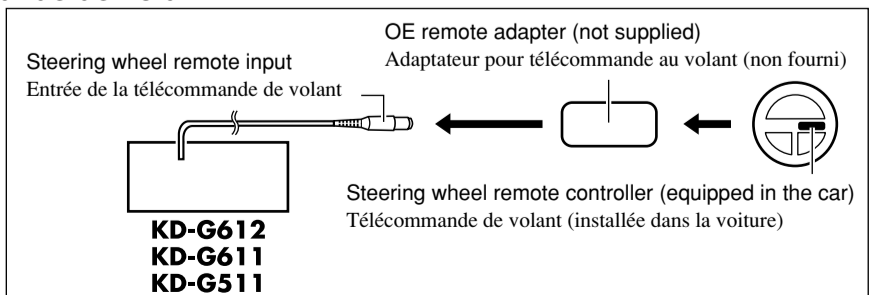 OE remote adapter (not supplied)
Adaptateur pour télécommande au volant (non fourni)
Steering wheel remote input
Entrée de la télécommande de volant
Steering wheel remote controller (equipped in the car)
Télécommande de volant (installée dans la voiture)
KD-G612
KD-G611
KD-G511